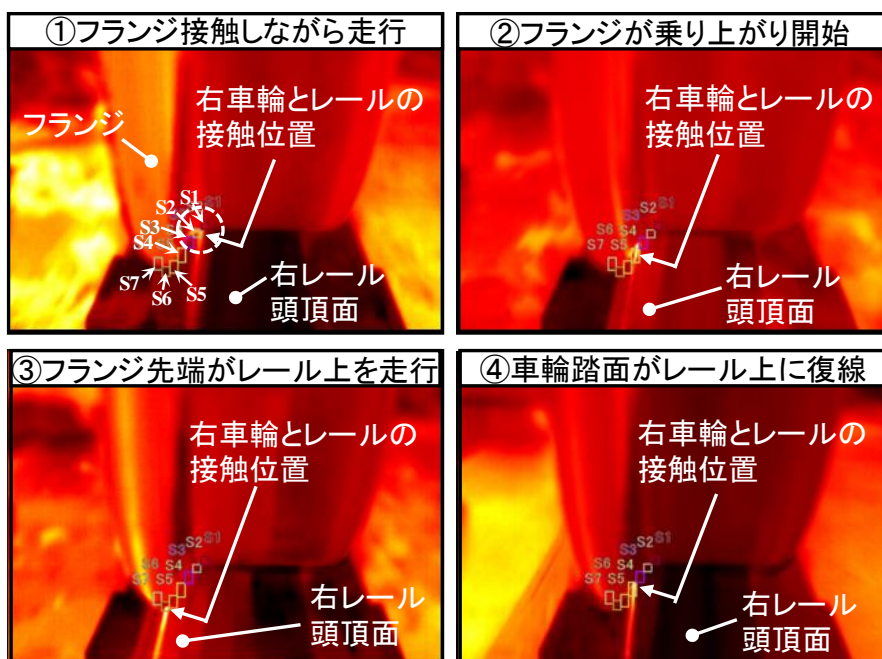 ①フランジ接触しながら走行
右車輪とレールの
接触位置
フランジ
S1
S2
S1
S3
S4
S7
S6
S5
右レール
頭頂面
②フランジが乗り上がり開始
右車輪とレールの
接触位置
S1
S2
S3
S6 S4
S7 S5
右レール
頭頂面
③フランジ先端がレール上を走行
右車輪とレールの
接触位置
S1
S2
S3
S6 S4
S7 S5
右レール
頭頂面
④車輪踏面がレール上に復線
右車輪とレールの
接触位置
S1
S2
S3
S6 S4
S7 S5
右レール
頭頂面